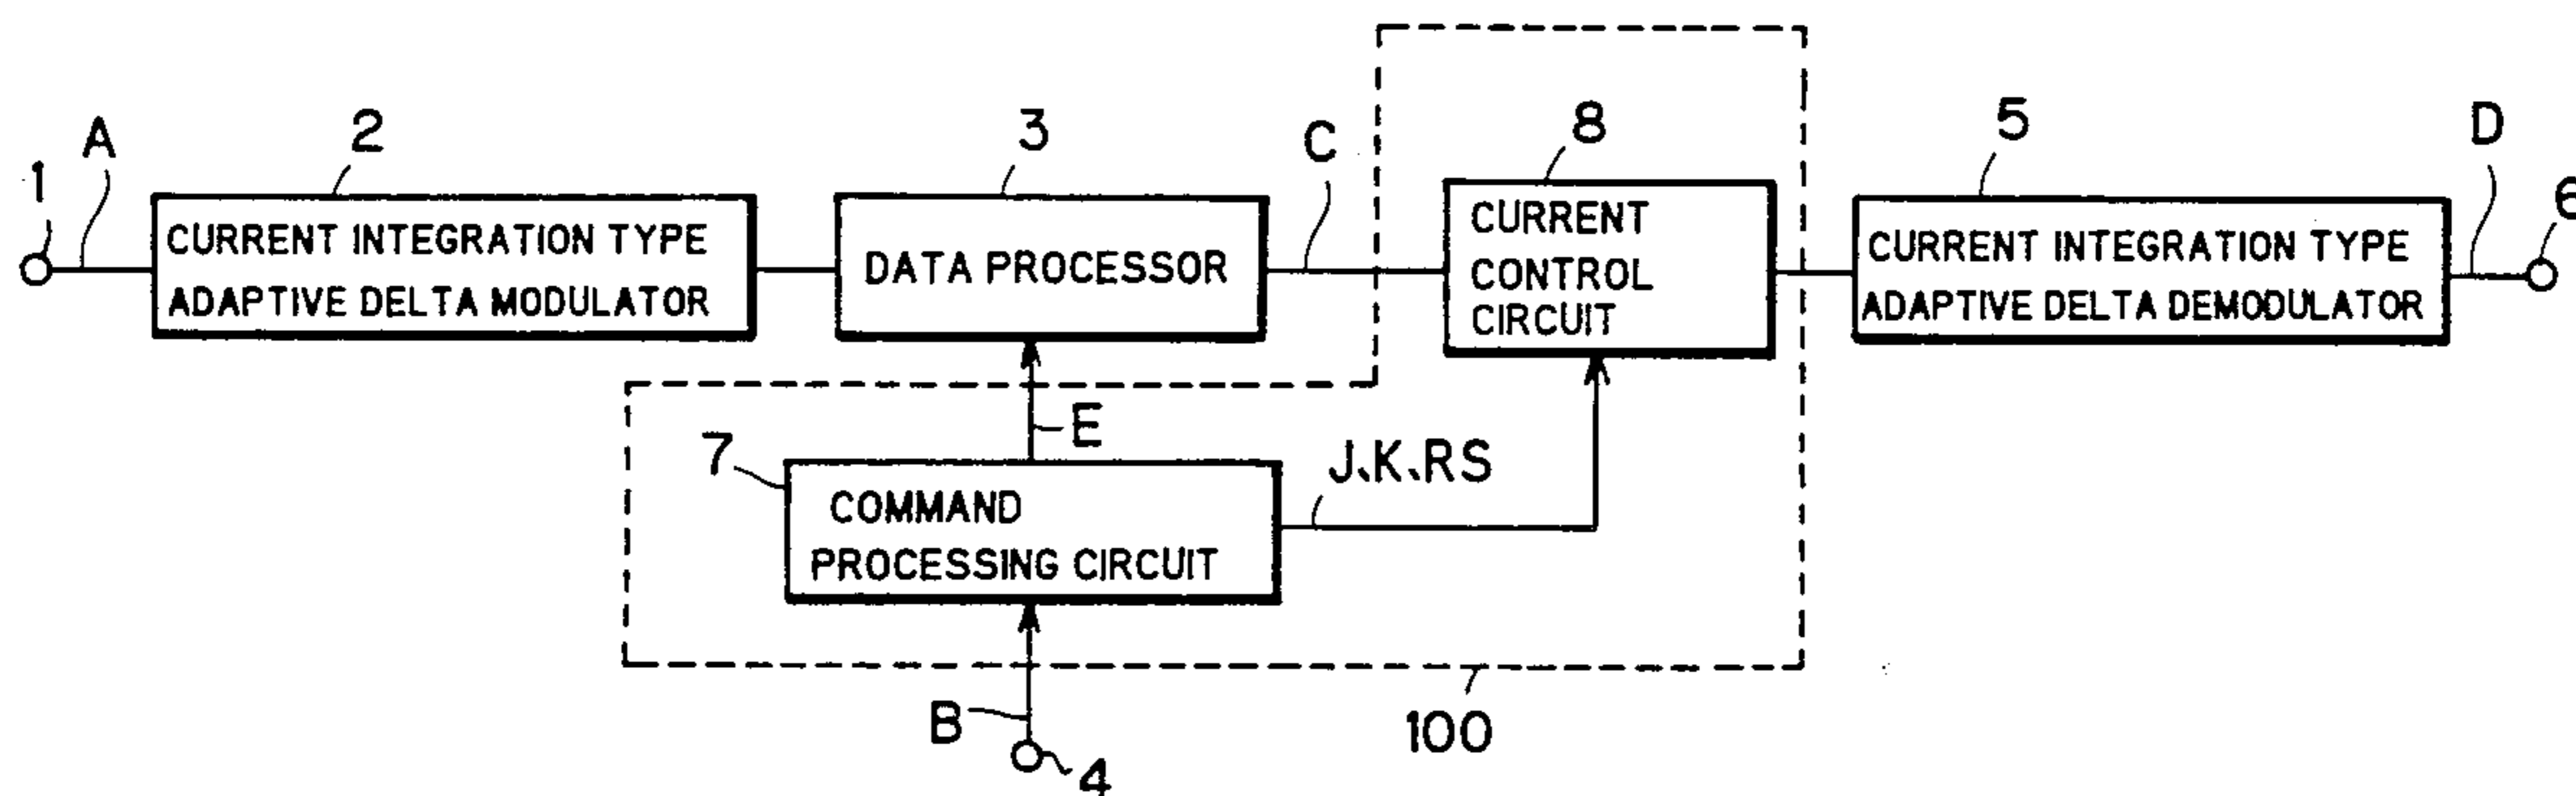 1
A
2
CURRENT INTEGRATION TYPE
ADAPTIVE DELTA MODULATOR
3
DATA PROCESSOR
C
8
CURRENT
CONTROL
CIRCUIT
5
CURRENT INTEGRATION TYPE
ADAPTIVE DELTA DEMODULATOR
D
6
E
7
COMMAND
PROCESSING CIRCUIT
J、K、RS
B
4
100